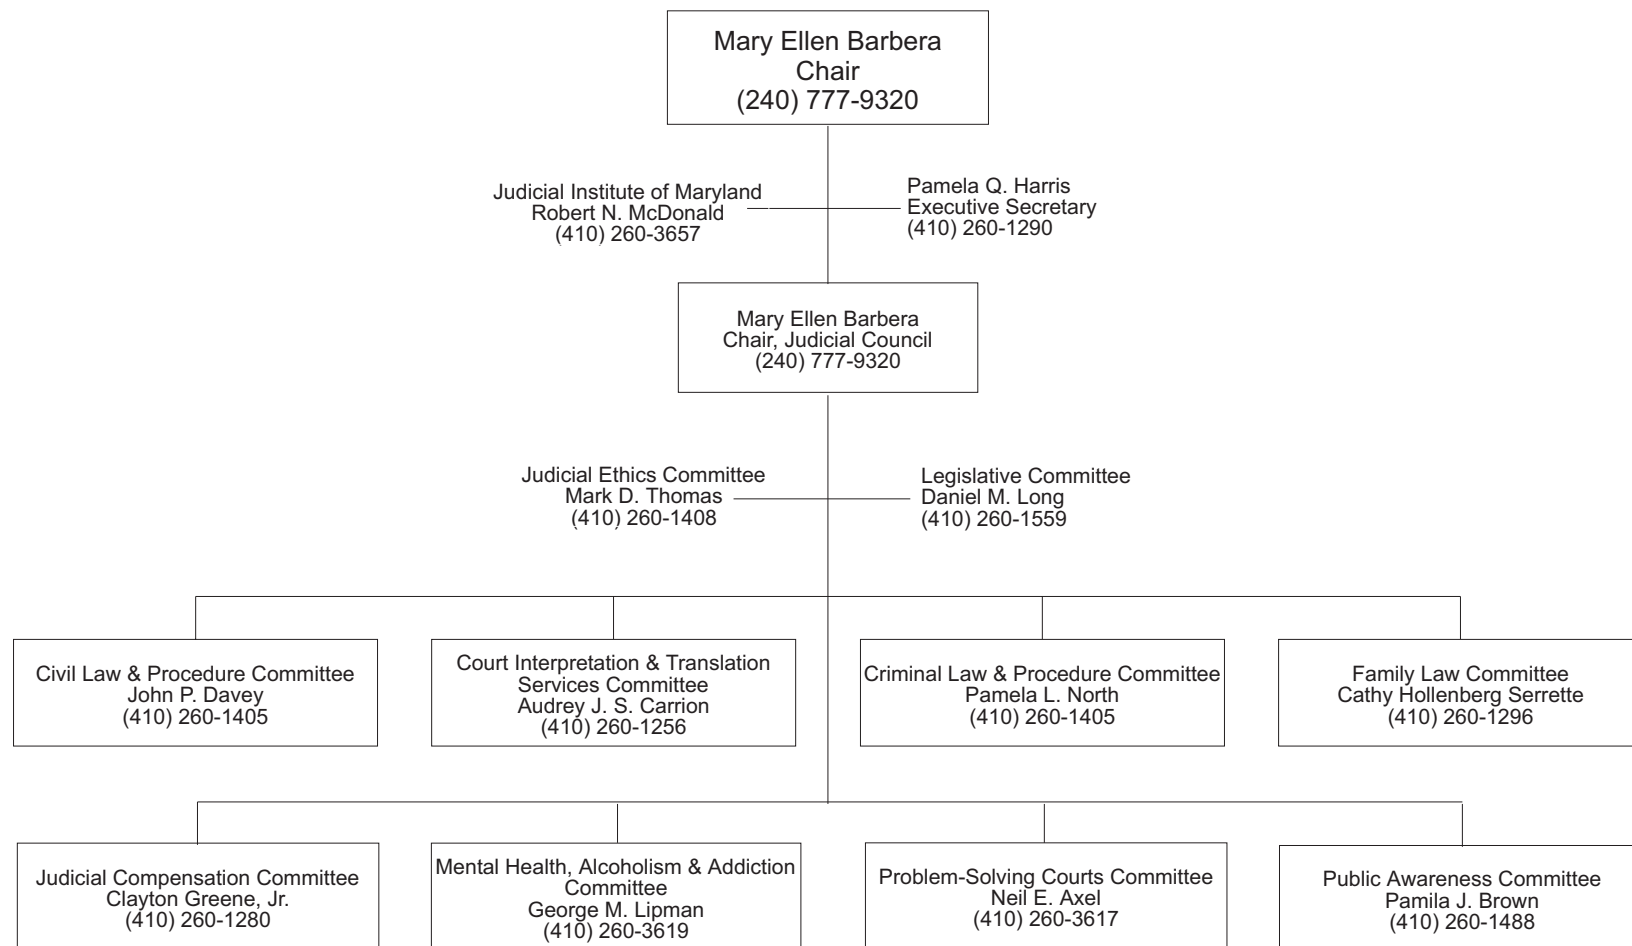 Mary Ellen Barbera
Chair
(240) 777-9320
Judicial Institute of Maryland
Robert N. McDonald
(410) 260-3657
Pamela Q. Harris
Executive Secretary
(410) 260-1290
Mary Ellen Barbera
Chair, Judicial Council
(240) 777-9320
Judicial Ethics Committee
Mark D. Thomas
(410) 260-1408
Legislative Committee
Daniel M. Long
(410) 260-1559
Civil Law & Procedure Committee
John P. Davey
(410) 260-1405
Court Interpretation & Translation
Services Committee
Audrey J. S. Carrion
(410) 260-1256
Criminal Law & Procedure Committee
Pamela L. North
(410) 260-1405
Family Law Committee
Cathy Hollenberg Serrette
(410) 260-1296
Judicial Compensation Committee
Clayton Greene, Jr.
(410) 260-1280
Mental Health, Alcoholism & Addiction
Committee
George M. Lipman
(410) 260-3619
Problem-Solving Courts Committee
Neil E. Axel
(410) 260-3617
Public Awareness Committee
Pamila J. Brown
(410) 260-1488